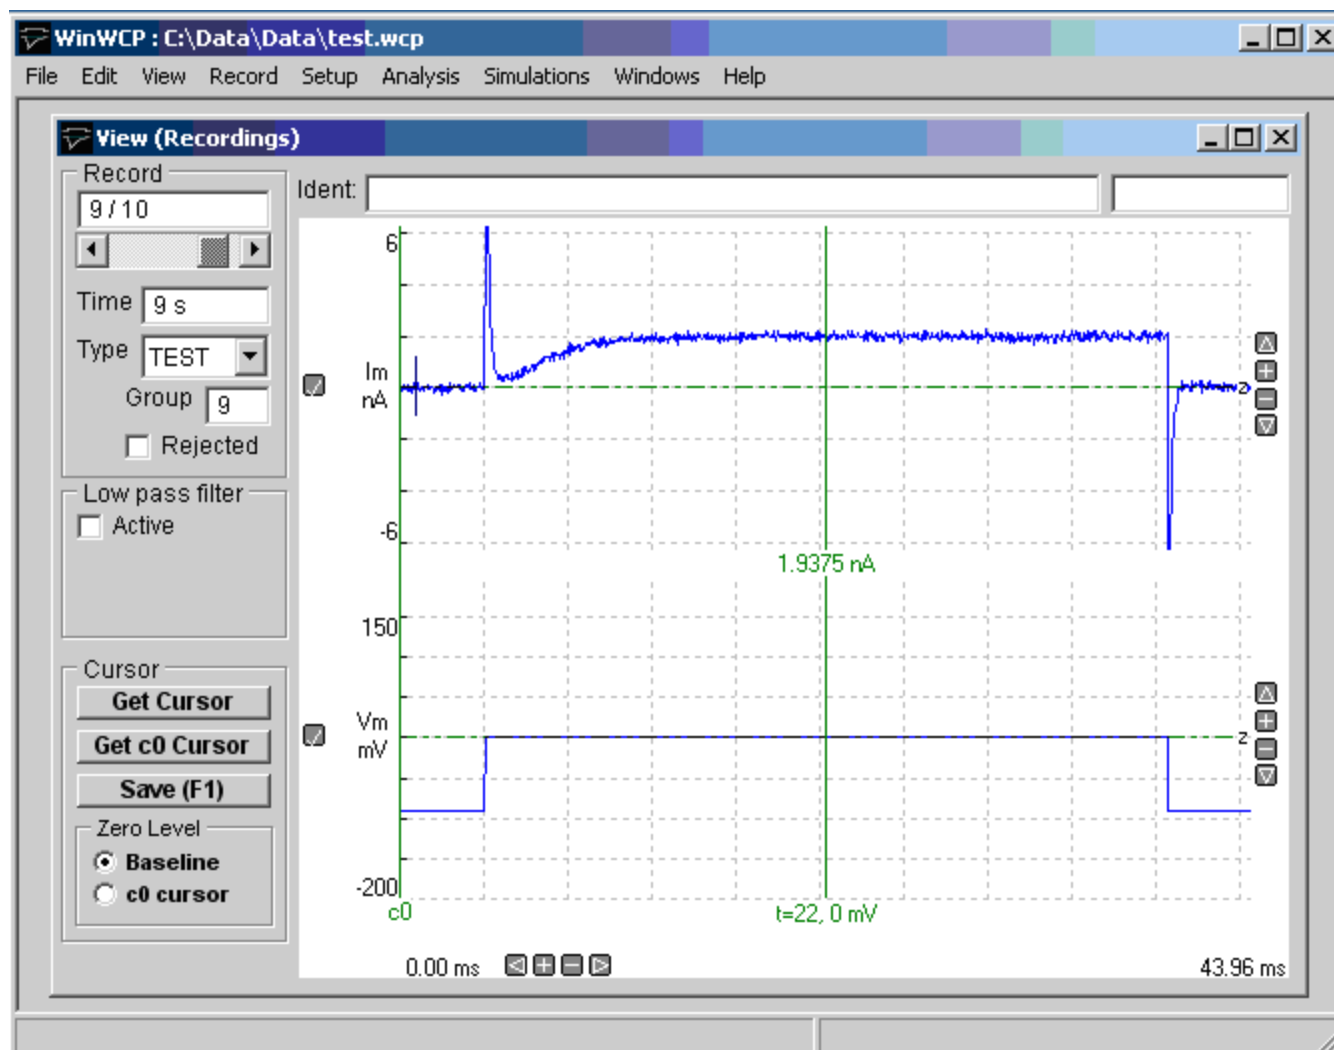 WinWCP : C:\Data\Data\test.wcp
File Edit View Record Setup Analysis Simulations Windows Help
View (Recordings)
Record
9 / 10
Ident:
Time 9 s
Type TEST
Group 9
Rejected
Low pass filter
Active
Cursor
Get Cursor
Get c0 Cursor
Save (F1)
Zero Level
Baseline
c0 cursor
6
Im
nA
z
-6
1.9375 nA
150
Vm
mV
z
-200
c0
t=22, 0 mV
0.00 ms
43.96 ms